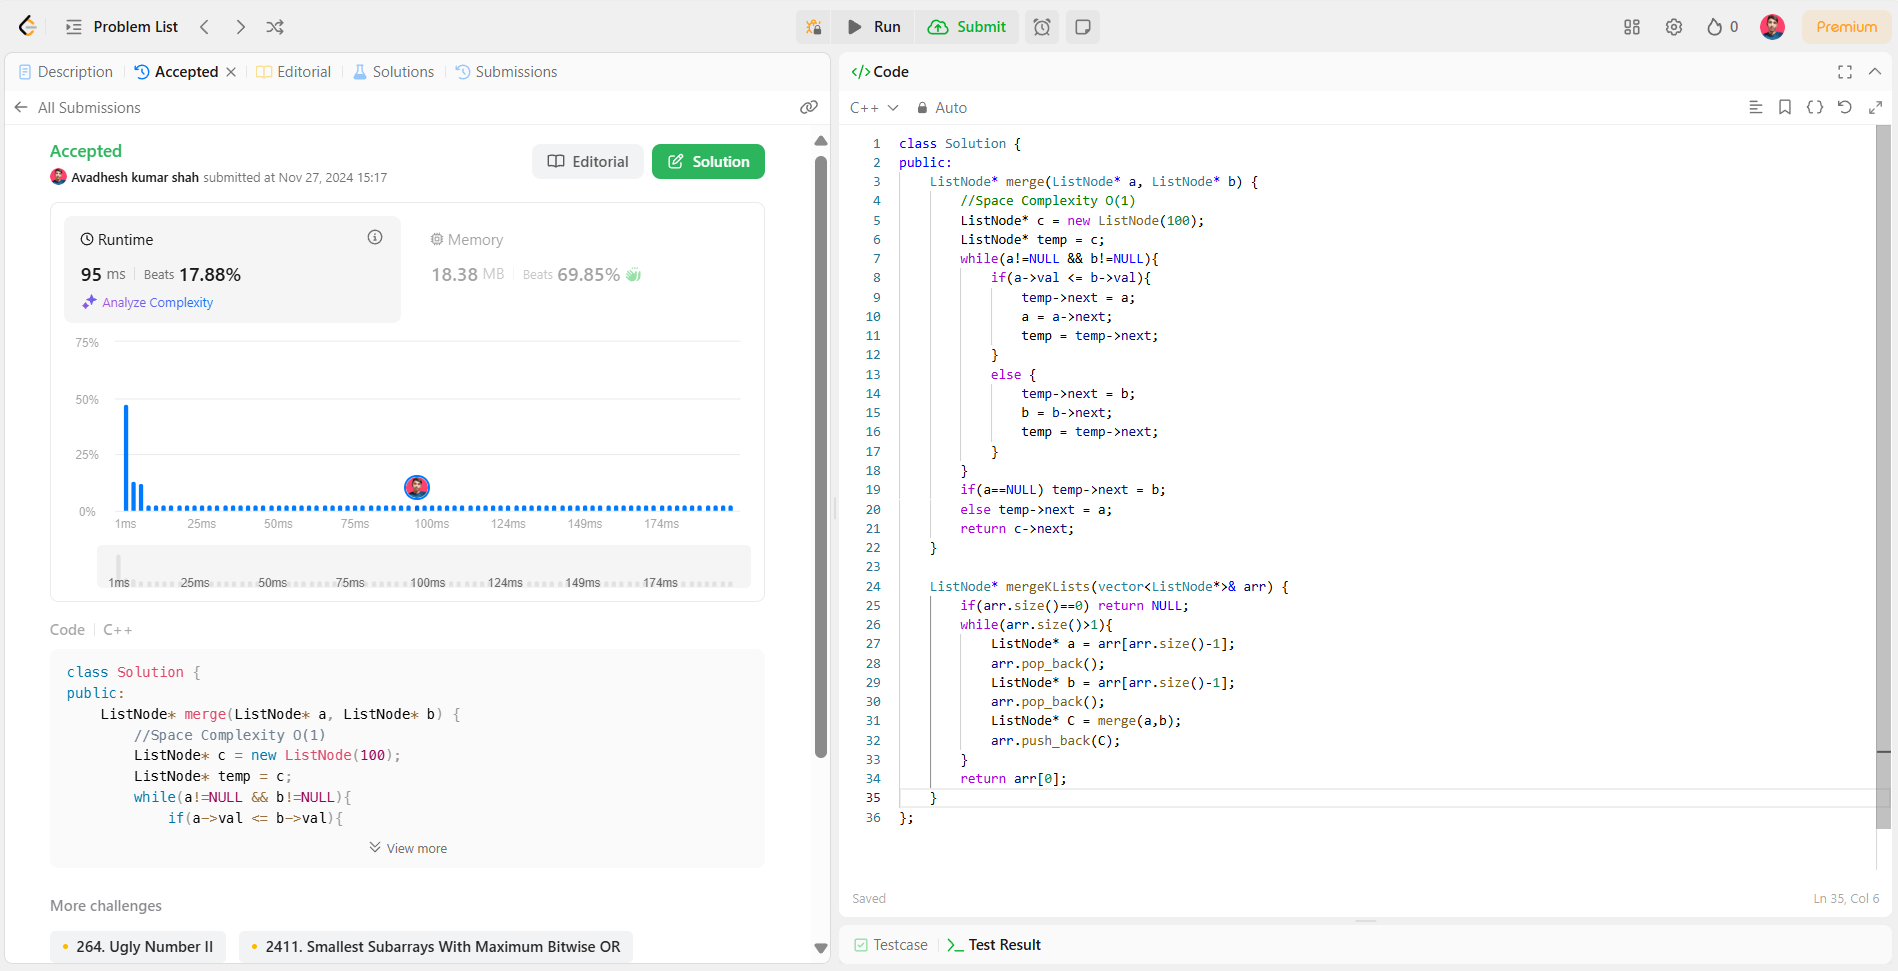 Problem List
Run
Submit
0
Premium
Description
Accepted
Editorial
Solutions
Submissions
All Submissions
Accepted
Avadhesh kumar shah submitted at Nov 27, 2024 15:17
Editorial
Solution
Runtime
95 ms | Beats 17.88%
Analyze Complexity
Memory
18.38 MB | Beats 69.85%
75%
50%
25%
0%
1ms 25ms 50ms 75ms 100ms 124ms 149ms 174ms
1ms 25ms 50ms 75ms 100ms 124ms 149ms 174ms
Code | C++
class Solution {
public:
    ListNode* merge(ListNode* a, ListNode* b) {
        //Space Complexity O(1)
        ListNode* c = new ListNode(100);
        ListNode* temp = c;
        while(a!=NULL && b!=NULL){
            if(a->val <= b->val){
View more
More challenges
264. Ugly Number II
2411. Smallest Subarrays With Maximum Bitwise OR
</> Code
C++
Auto
1 class Solution {
2 public:
3     ListNode* merge(ListNode* a, ListNode* b) {
4         //Space Complexity O(1)
5         ListNode* c = new ListNode(100);
6         ListNode* temp = c;
7         while(a!=NULL && b!=NULL){
8             if(a->val <= b->val){
9                 temp->next = a;
10                 a = a->next;
11                 temp = temp->next;
12             }
13             else {
14                 temp->next = b;
15                 b = b->next;
16                 temp = temp->next;
17             }
18         }
19         if(a==NULL) temp->next = b;
20         else temp->next = a;
21         return c->next;
22     }
23
24     ListNode* mergeKLists(vector<ListNode*>& arr) {
25         if(arr.size()==0) return NULL;
26         while(arr.size()>1){
27             ListNode* a = arr[arr.size()-1];
28             arr.pop_back();
29             ListNode* b = arr[arr.size()-1];
30             arr.pop_back();
31             ListNode* C = merge(a,b);
32             arr.push_back(C);
33         }
34         return arr[0];
35     }
36 };
Saved
Ln 35, Col 6
Testcase
Test Result